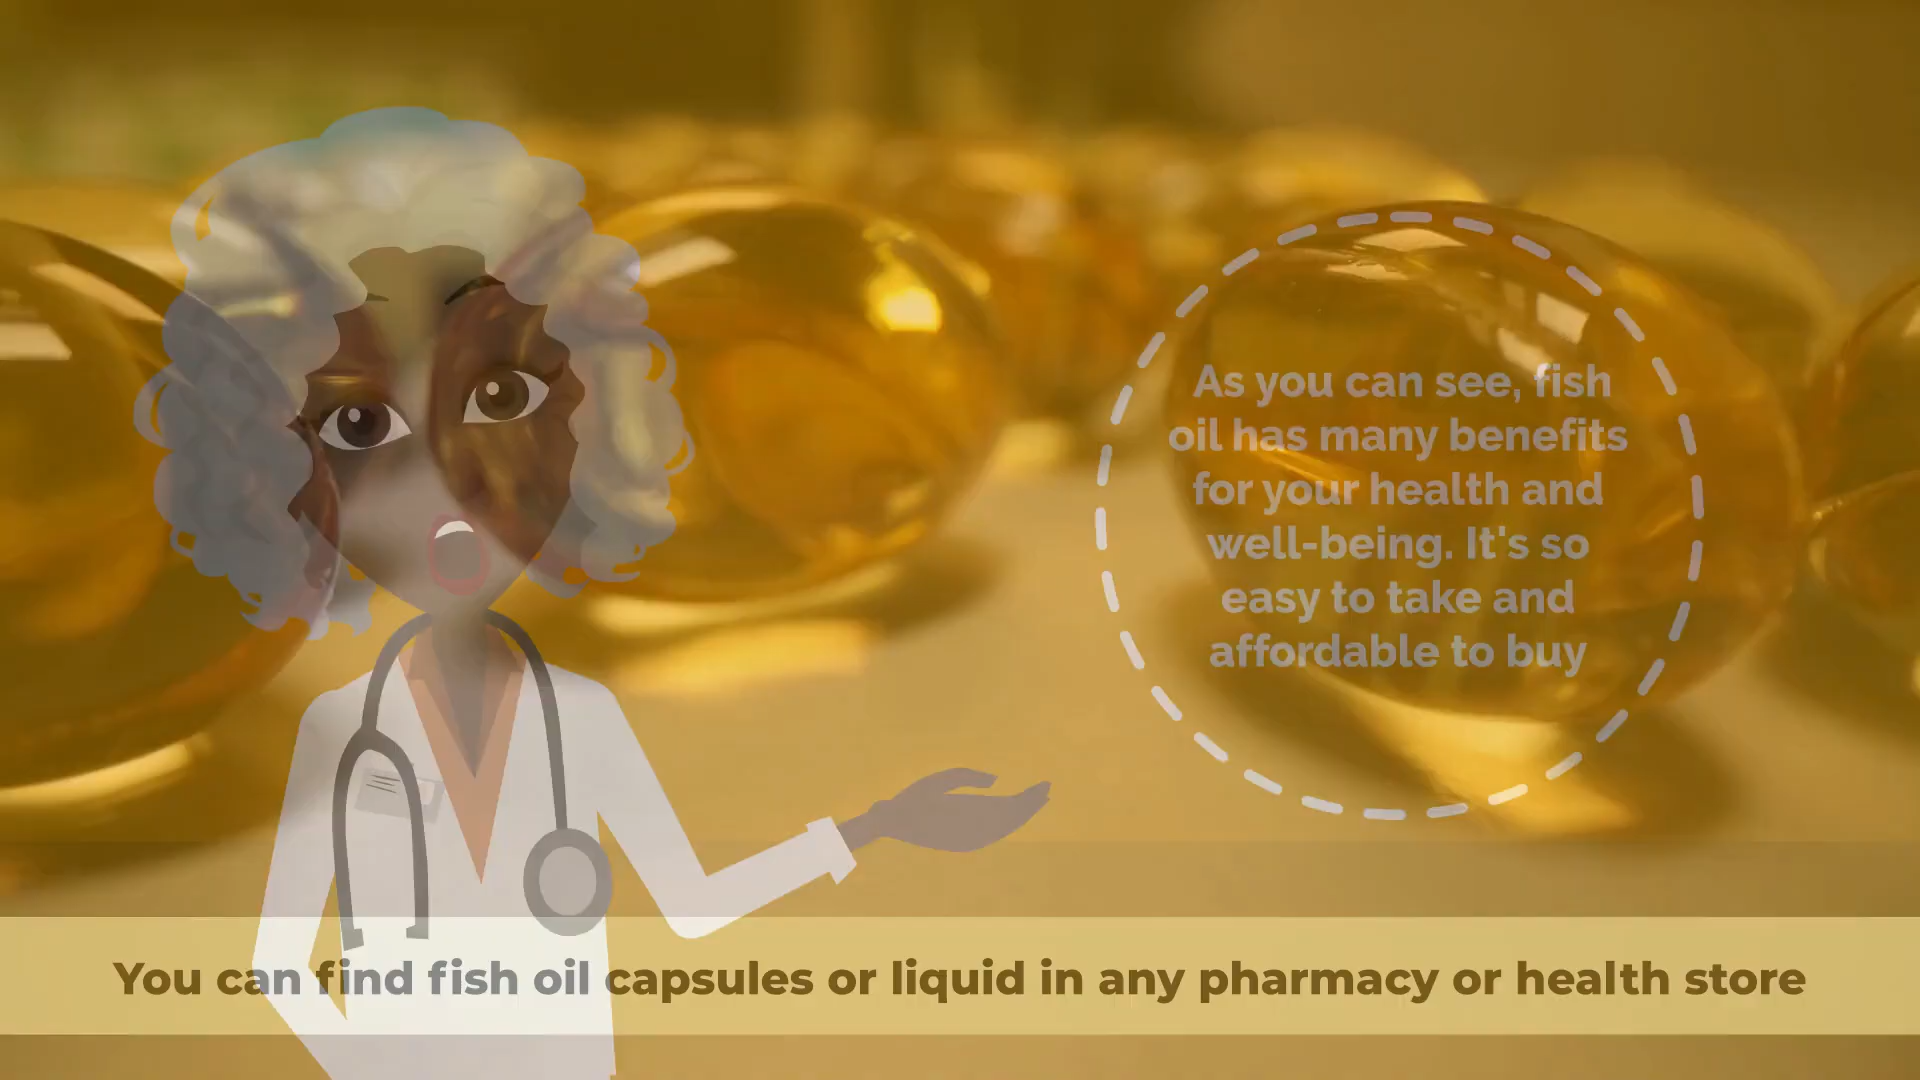 As you can see, fish
oil has many benefits
for your health and
well-being. It's so
easy to take and
affordable to buy
You can find fish oil capsules or liquid in any pharmacy or health store